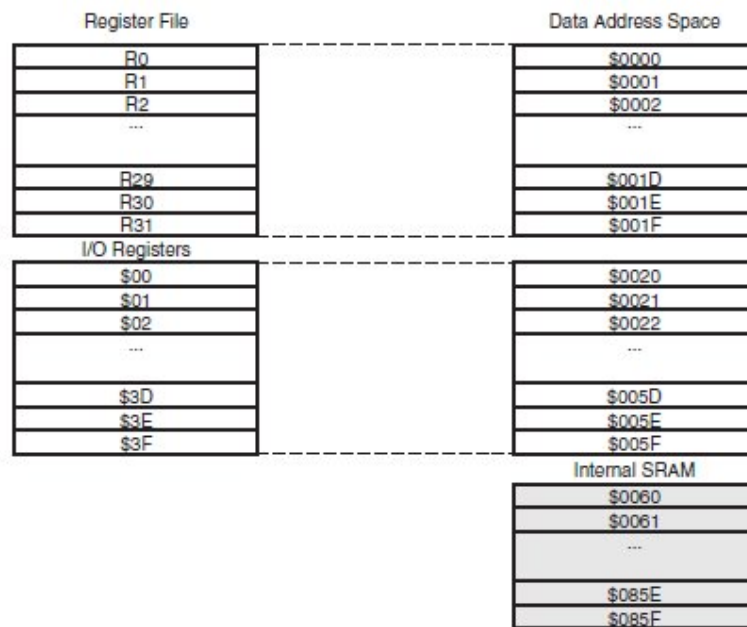 Register File
Data Address Space
R0
$0000
R1
$0001
R2
$0002
...
...
R29
$001D
R30
$001E
R31
$001F
I/O Registers
$00
$0020
$01
$0021
$02
$0022
...
...
$3D
$005D
$3E
$005E
$3F
$005F
Internal SRAM
$0060
$0061
...
$085E
$085F